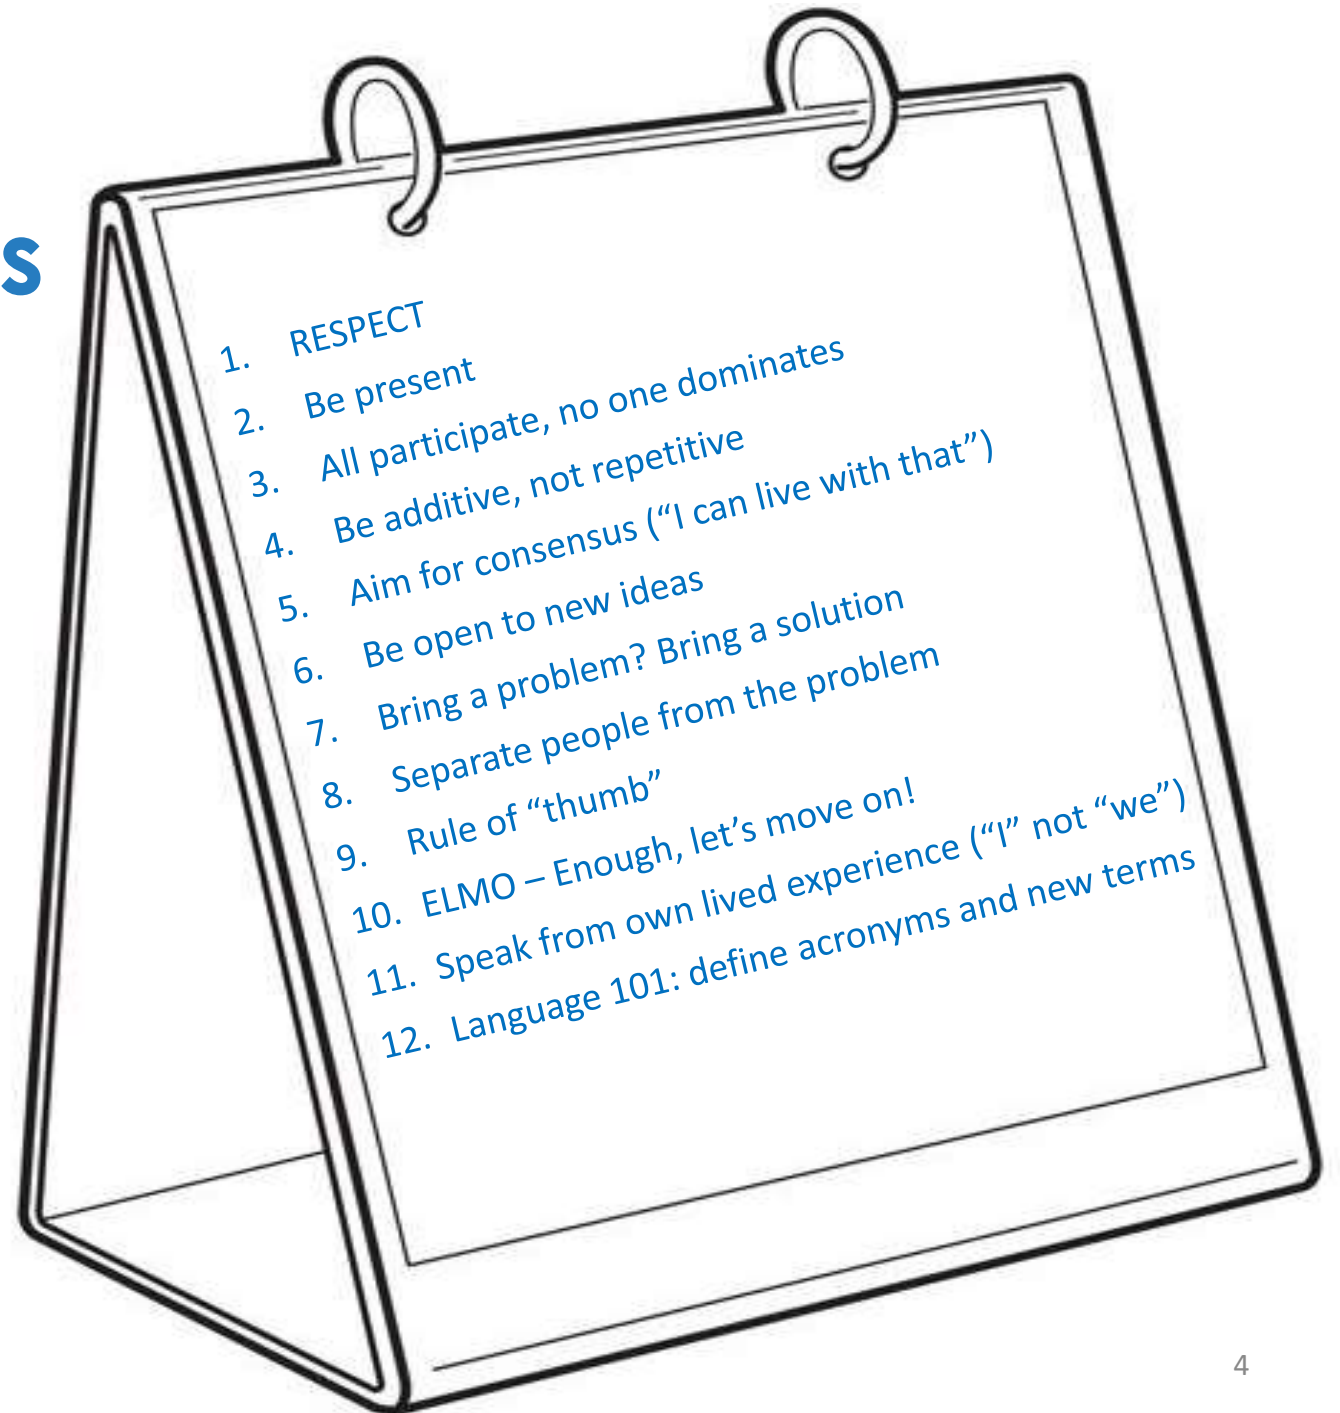 s
1. RESPECT
2. Be present
3. All participate, no one dominates
4. Be additive, not repetitive
5. Aim for consensus (“I can live with that”)
6. Be open to new ideas
7. Bring a problem? Bring a solution
8. Separate people from the problem
9. Rule of “thumb”
10. ELMO – Enough, let’s move on!
11. Speak from own lived experience (“I” not “we”)
12. Language 101: define acronyms and new terms
4